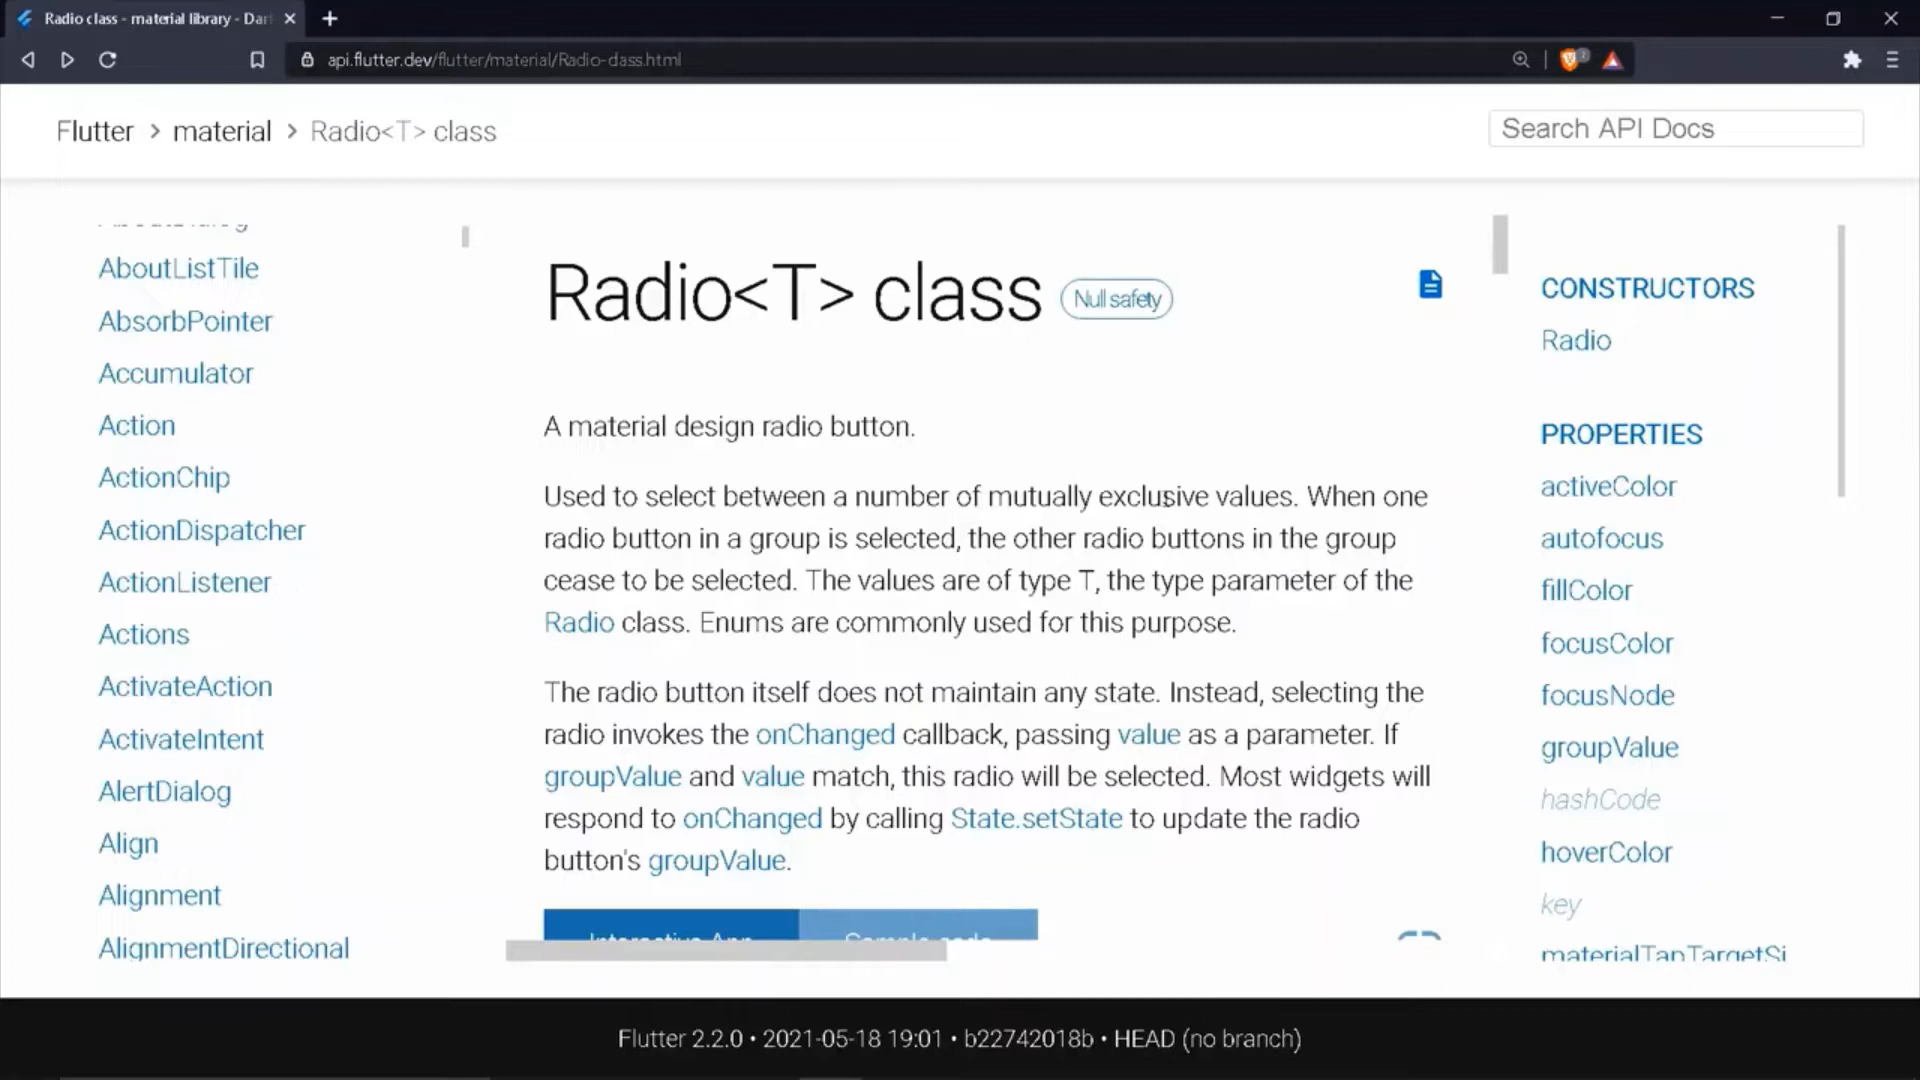 Radio class - material library - Dar
api.flutter.dev/flutter/material/Radio-class.html
2
Flutter > material > Radio<T> class
Search API Docs
AboutDialog
AboutListTile
AbsorbPointer
Accumulator
Action
ActionChip
ActionDispatcher
ActionListener
Actions
ActivateAction
ActivateIntent
AlertDialog
Align
Alignment
AlignmentDirectional
Radio<T> class Null safety
A material design radio button.
Used to select between a number of mutually exclusive values. When one
radio button in a group is selected, the other radio buttons in the group
cease to be selected. The values are of type T, the type parameter of the
Radio class. Enums are commonly used for this purpose.
The radio button itself does not maintain any state. Instead, selecting the
radio invokes the onChanged callback, passing value as a parameter. If
groupValue and value match, this radio will be selected. Most widgets will
respond to onChanged by calling State.setState to update the radio
button's groupValue.
Interactive App Sample code
CONSTRUCTORS
Radio
PROPERTIES
activeColor
autofocus
fillColor
focusColor
focusNode
groupValue
hashCode
hoverColor
key
materialTapTargetSi
Flutter 2.2.0 • 2021-05-18 19:01 • b22742018b • HEAD (no branch)